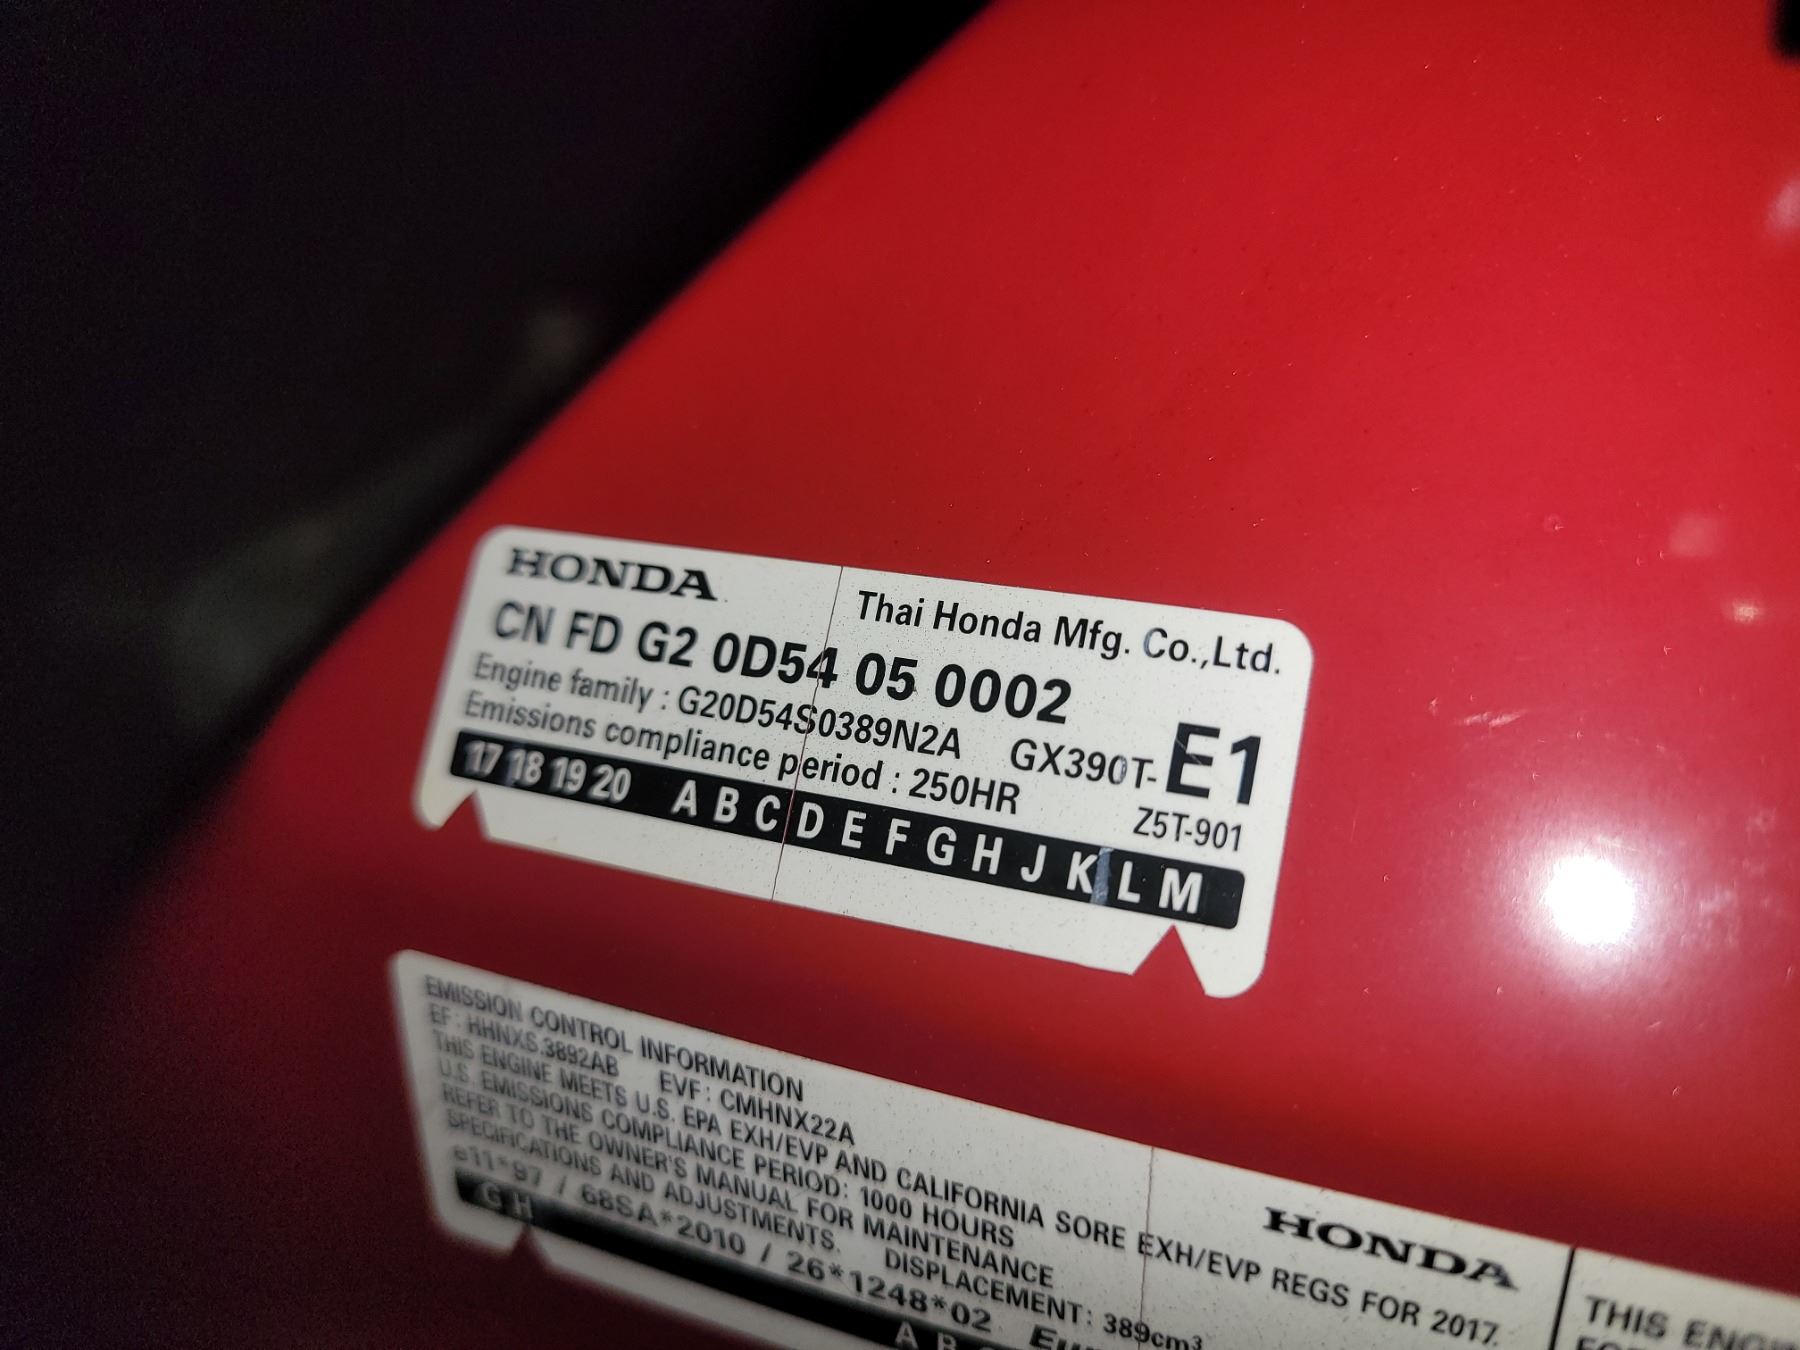 HONDA
Thai Honda Mfg. Co.,Ltd.
CN FD G2 0D54 05 0002
Engine family : G20D54S0389N2A
GX390T-E1
Emissions compliance period : 250HR
Z5T-901
17 18 19 20 A B C D E F G H J K L M
EMISSION CONTROL INFORMATION
EF : HHNXS.3892AB EVF : CMHNX22A
THIS ENGINE MEETS U.S. EPA EXH/EVP AND CALIFORNIA SORE EXH/EVP REGS FOR 2017.
U.S. EMISSIONS COMPLIANCE PERIOD: 1000 HOURS
REFER TO THE OWNER'S MANUAL FOR MAINTENANCE
SPECIFICATIONS AND ADJUSTMENTS. DISPLACEMENT: 389cm³
e11*97 / 68SA*2010 / 26*1248*02
G H A B
HONDA
THIS